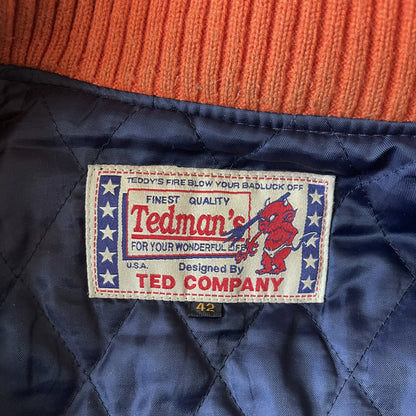 TEDDY'S FIRE BLOW YOUR BADLUCK OFF
FINEST QUALITY
Tedman's
FOR YOUR WONDERFUL LIFE
U.S.A. Designed By
TED COMPANY
42